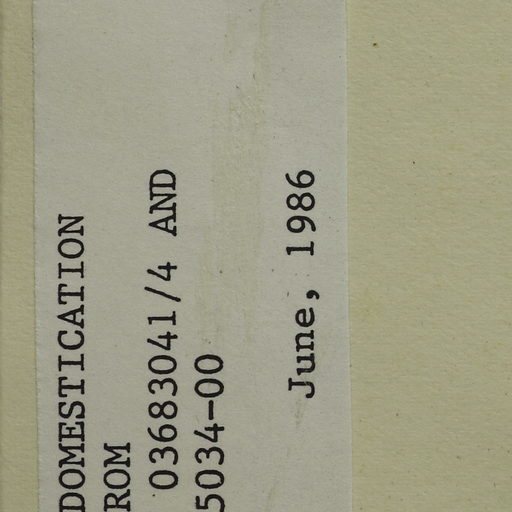 DOMESTICATION
ROM
03683041/4 AND
5034-00
June, 1986